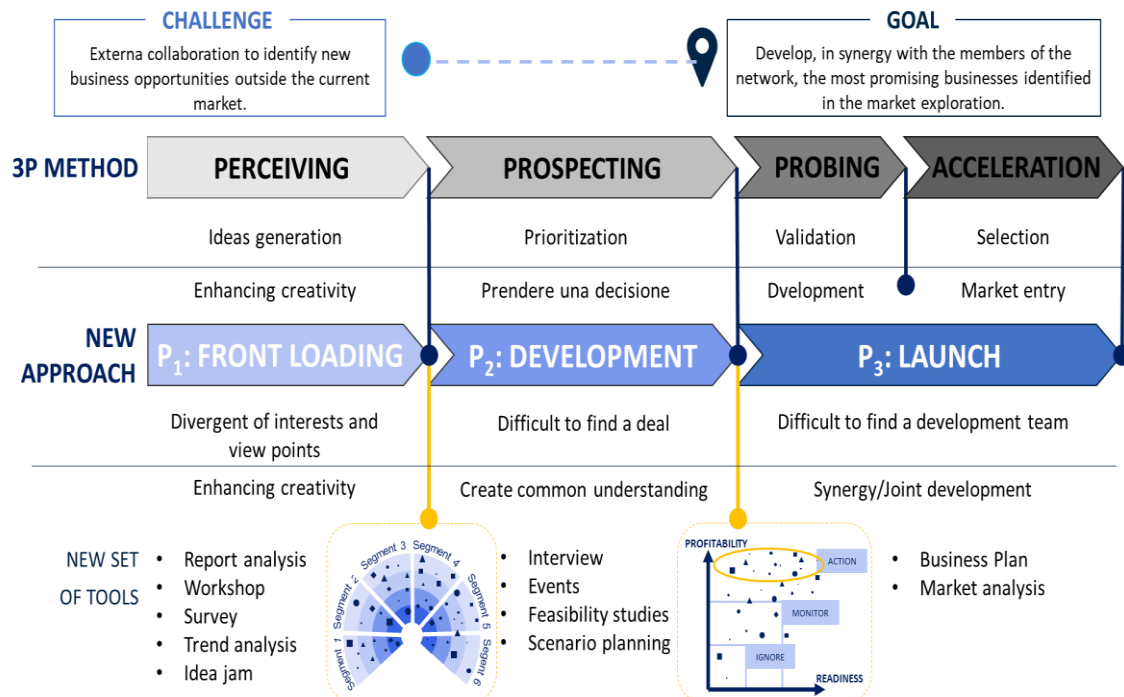 CHALLENGE
Externa collaboration to identify new
business opportunities outside the current
market.
GOAL
Develop, in synergy with the members of the
network, the most promising businesses identified
in the market exploration.
3P METHOD
PERCEIVING
PROSPECTING
PROBING
ACCELERATION
Ideas generation
Prioritization
Validation
Selection
Enhancing creativity
Prendere una decisione
Dvelopment
Market entry
NEW
APPROACH
P1: FRONT LOADING
P2: DEVELOPMENT
P3: LAUNCH
Divergent of interests and
view points
Difficult to find a deal
Difficult to find a development team
Enhancing creativity
Create common understanding
Synergy/Joint development
NEW SET
OF TOOLS
• Report analysis
• Workshop
• Survey
• Trend analysis
• Idea jam
Segment 1
Segment 2
Segment 3
Segment 4
Segment 5
Segent 6
• Interview
• Events
• Feasibility studies
• Scenario planning
PROFITABILITY
ACTION
MONITOR
IGNORE
READINESS
• Business Plan
• Market analysis